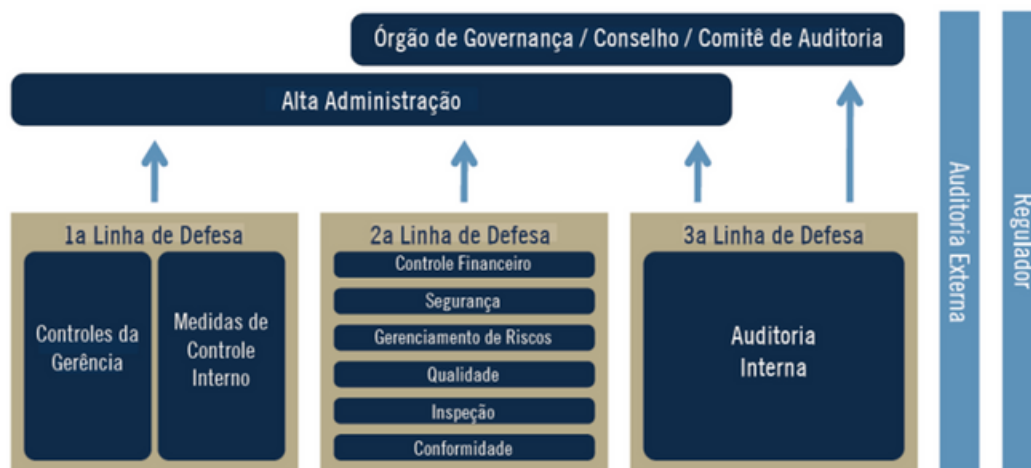 Órgão de Governança / Conselho / Comitê de Auditoria
Alta Administração
1a Linha de Defesa
Controles da
Gerência
Medidas de
Controle
Interno
2a Linha de Defesa
Controle Financeiro
Segurança
Gerenciamento de Riscos
Qualidade
Inspeção
Conformidade
3a Linha de Defesa
Auditoria
Interna
Auditoria Externa
Regulador